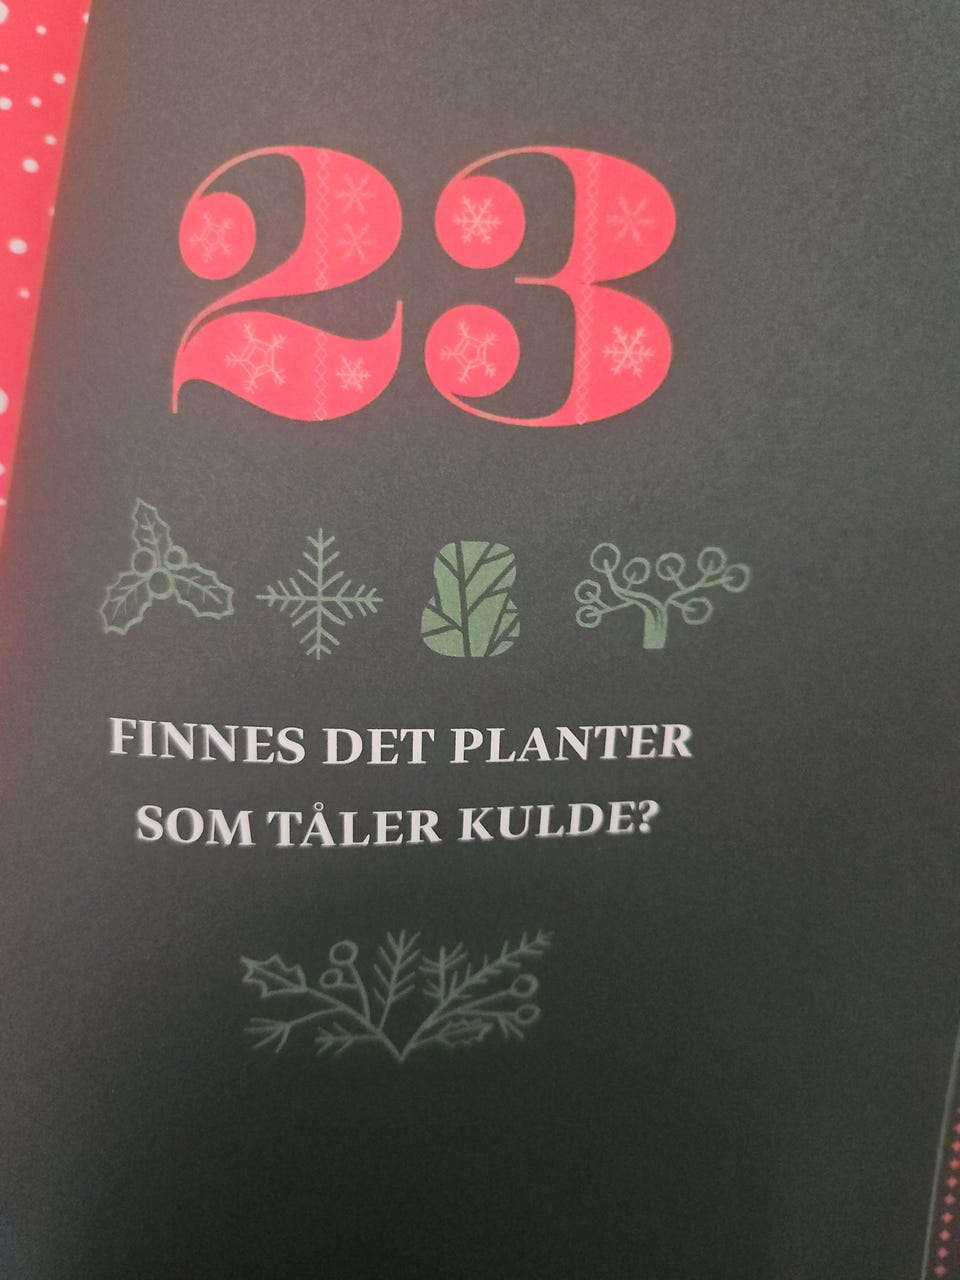 23
FINNES DET PLANTER
SOM TÅLER KULDE?